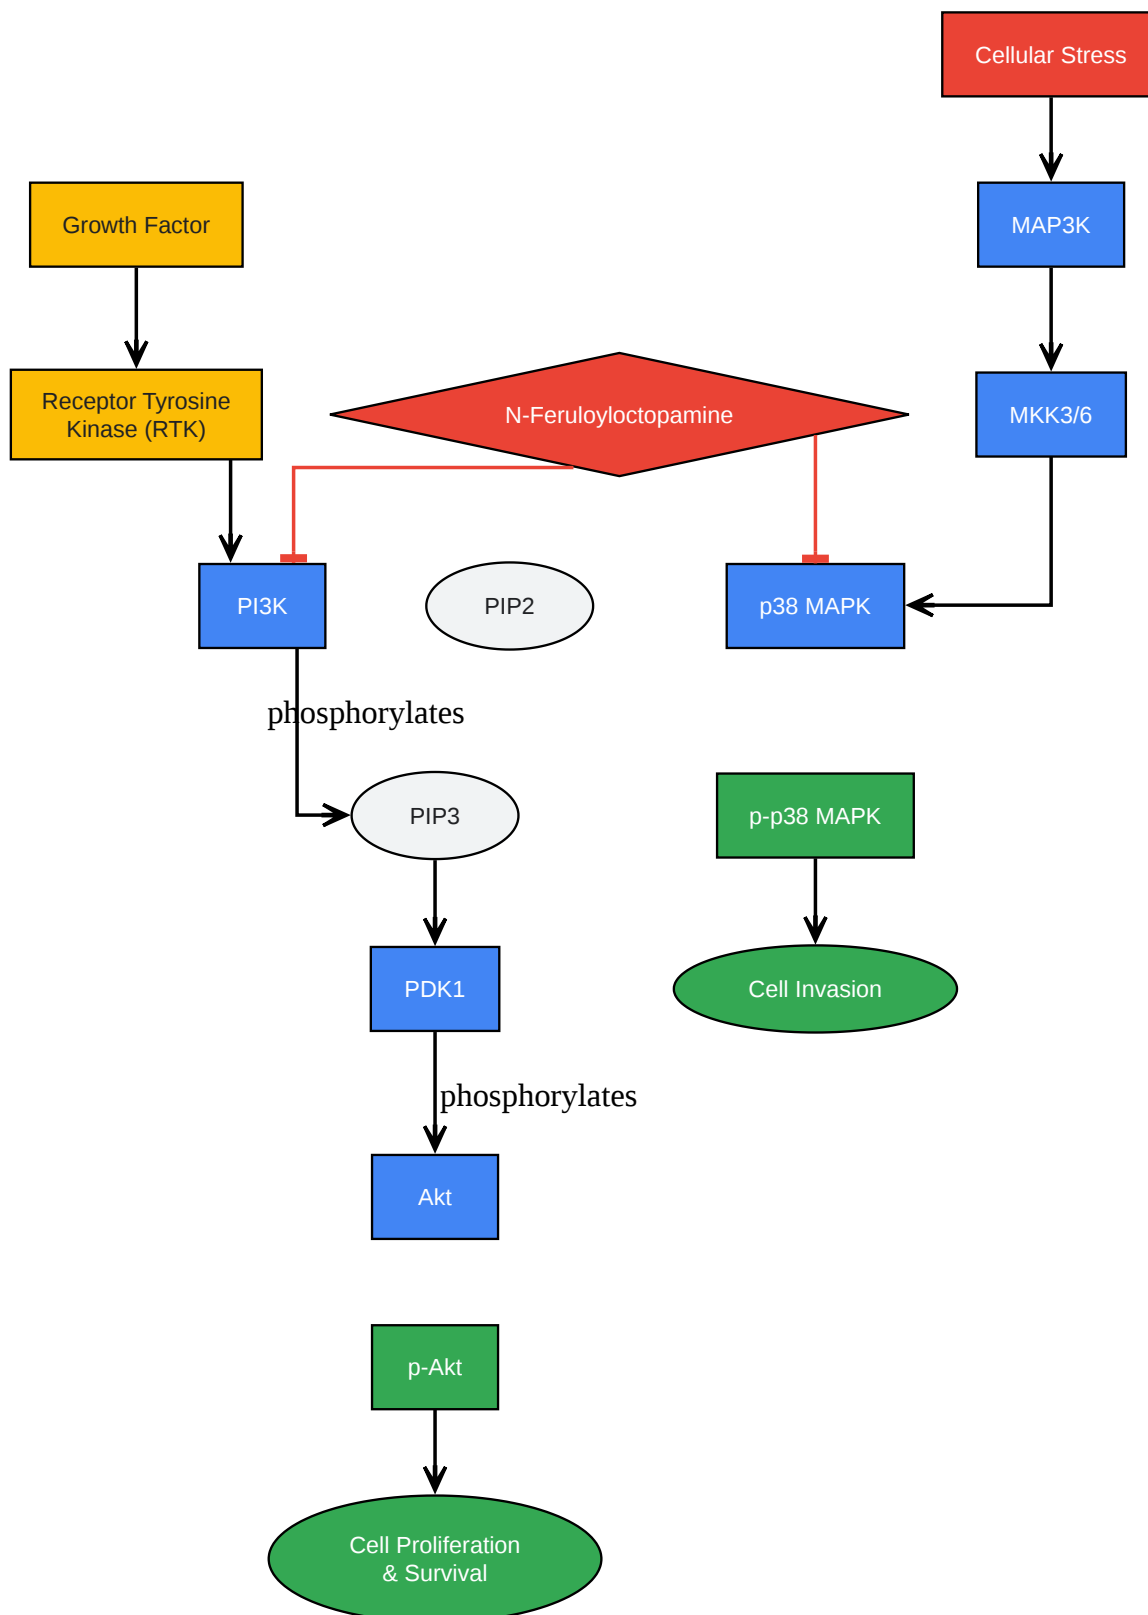 Cellular Stress
Growth Factor
MAP3K
Receptor Tyrosine
Kinase (RTK)
N-Feruloyloctopamine
MKK3/6
PI3K
PIP2
p38 MAPK
phosphorylates
PIP3
p-p38 MAPK
PDK1
Cell Invasion
phosphorylates
Akt
p-Akt
Cell Proliferation
& Survival